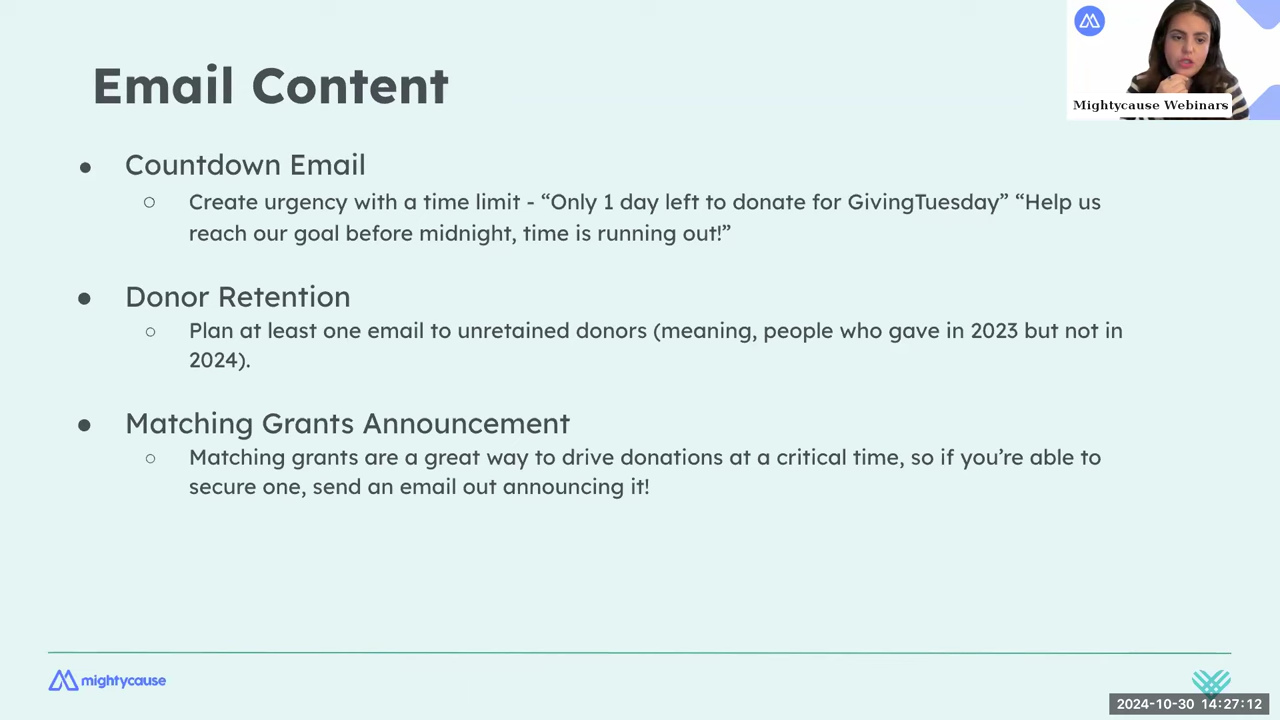 Email Content
Mightycause Webinars
● Countdown Email
○ Create urgency with a time limit - “Only 1 day left to donate for GivingTuesday” “Help us
reach our goal before midnight, time is running out!”
● Donor Retention
○ Plan at least one email to unretained donors (meaning, people who gave in 2023 but not in
2024).
● Matching Grants Announcement
○ Matching grants are a great way to drive donations at a critical time, so if you’re able to
secure one, send an email out announcing it!
mightycause
2024-10-30 14:27:12